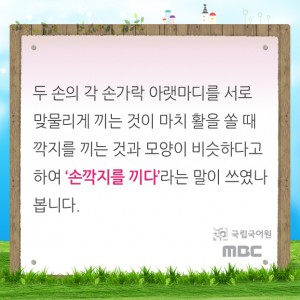 두 손의 각 손가락 아랫마디를 서로
맞물리게 끼는 것이 마치 활을 쏠 때
깍지를 끼는 것과 모양이 비슷하다고
하여 '손깍지를 끼다'라는 말이 쓰였나
봅니다.
국립국어원
MBC